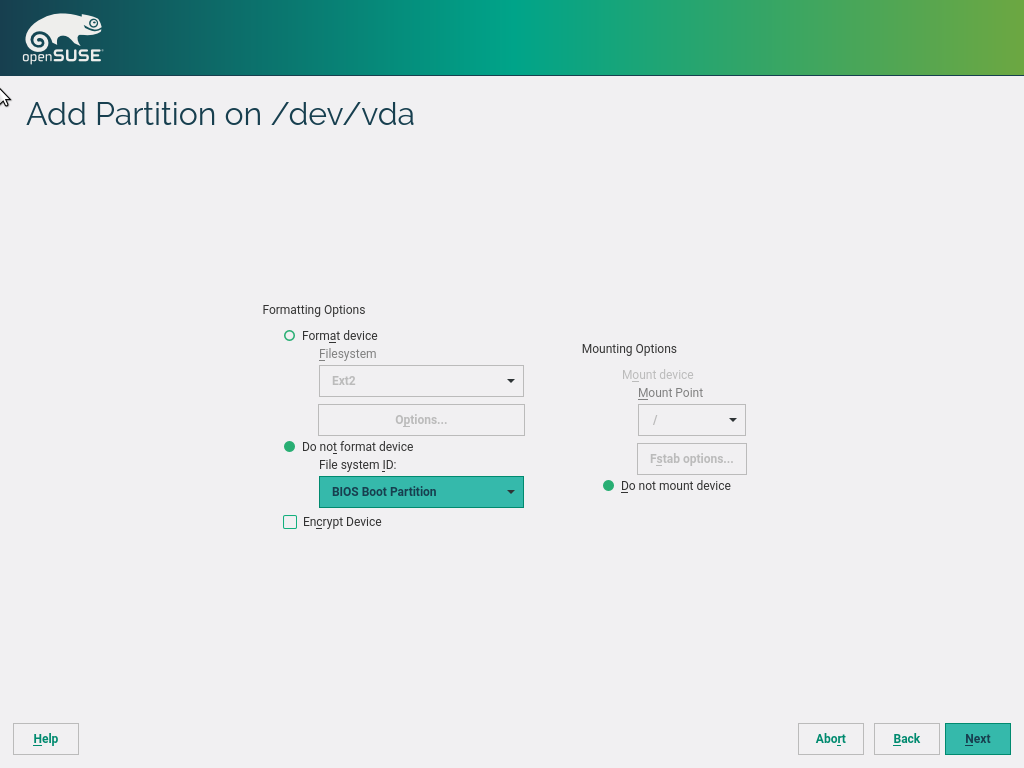 openSUSE
Add Partition on /dev/vda
Formatting Options
Format device
Filesystem
Ext2
Options...
Do not format device
File system ID:
BIOS Boot Partition
Encrypt Device
Mounting Options
Mount device
Mount Point
/
Fstab options...
Do not mount device
Help
Abort
Back
Next